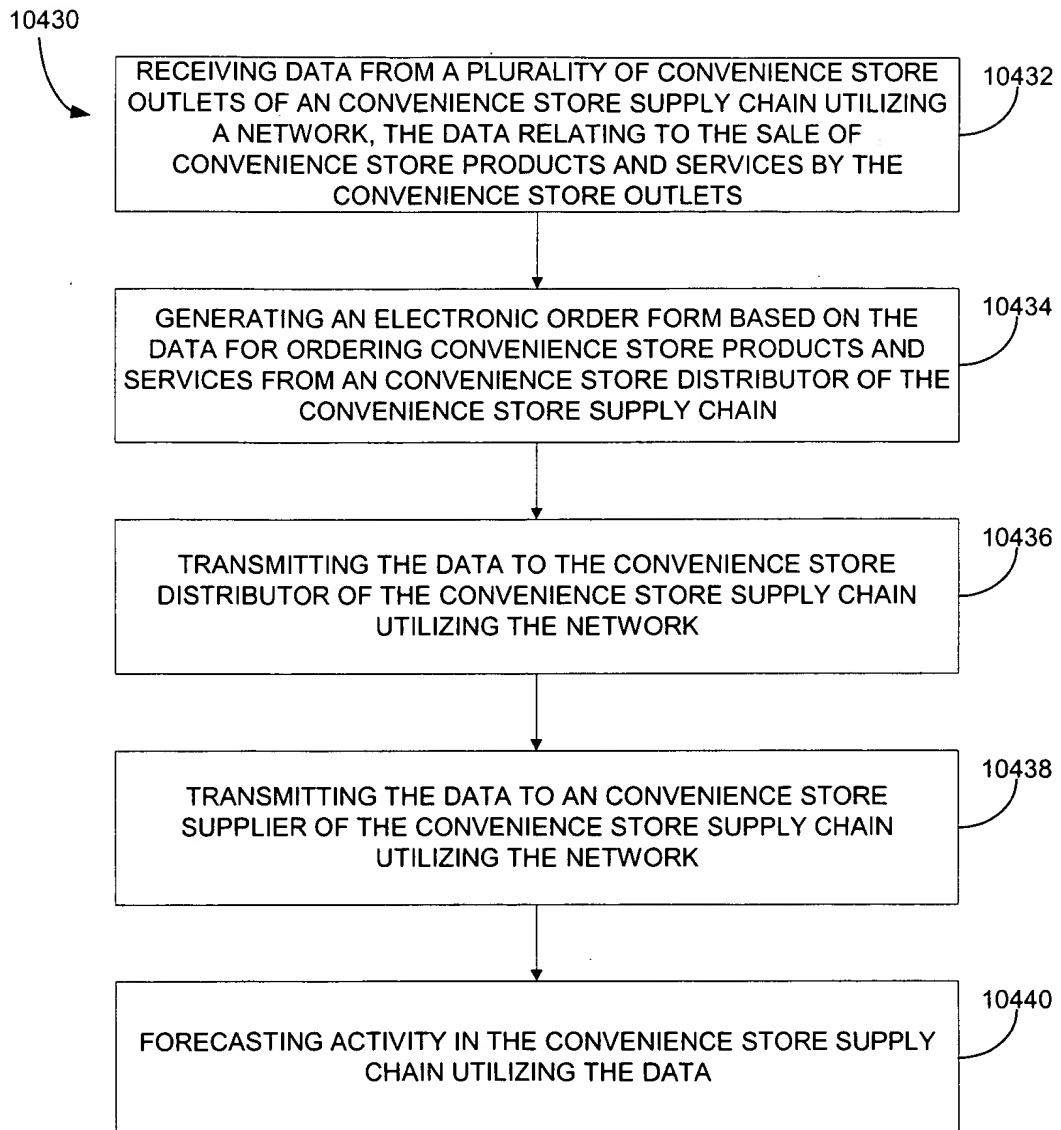 10430
RECEIVING DATA FROM A PLURALITY OF CONVENIENCE STORE
OUTLETS OF AN CONVENIENCE STORE SUPPLY CHAIN UTILIZING
A NETWORK, THE DATA RELATING TO THE SALE OF
CONVENIENCE STORE PRODUCTS AND SERVICES BY THE
CONVENIENCE STORE OUTLETS
10432
GENERATING AN ELECTRONIC ORDER FORM BASED ON THE
DATA FOR ORDERING CONVENIENCE STORE PRODUCTS AND
SERVICES FROM AN CONVENIENCE STORE DISTRIBUTOR OF THE
CONVENIENCE STORE SUPPLY CHAIN
10434
TRANSMITTING THE DATA TO THE CONVENIENCE STORE
DISTRIBUTOR OF THE CONVENIENCE STORE SUPPLY CHAIN
UTILIZING THE NETWORK
10436
TRANSMITTING THE DATA TO AN CONVENIENCE STORE
SUPPLIER OF THE CONVENIENCE STORE SUPPLY CHAIN
UTILIZING THE NETWORK
10438
FORECASTING ACTIVITY IN THE CONVENIENCE STORE SUPPLY
CHAIN UTILIZING THE DATA
10440